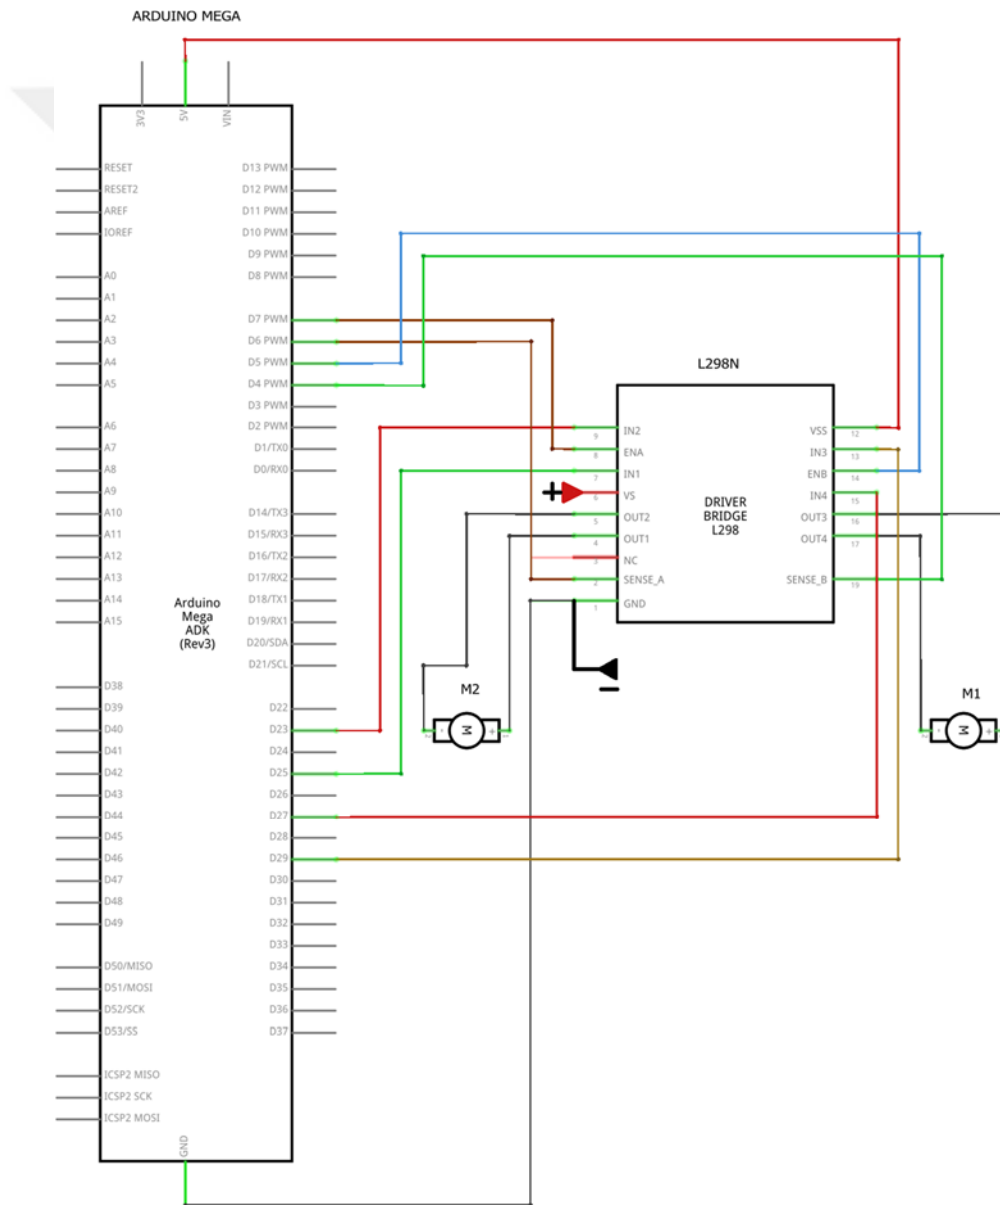 ARDUINO MEGA
3V3
5V
VIN
RESET
RESET2
AREF
IOREF
A0
A1
A2
A3
A4
A5
A6
A7
A8
A9
A10
A11
A12
A13
A14
A15
D38
D39
D40
D41
D42
D43
D44
D45
D46
D47
D48
D49
D50/MISO
D51/MOSI
D52/SCK
D53/SS
ICSP2 MISO
ICSP2 SCK
ICSP2 MOSI
Arduino
Mega
ADK
(Rev3)
D13 PWM
D12 PWM
D11 PWM
D10 PWM
D9 PWM
D8 PWM
D7 PWM
D6 PWM
D5 PWM
D4 PWM
D3 PWM
D2 PWM
D1/TX0
D0/RX0
D14/TX3
D15/RX3
D16/TX2
D17/RX2
D18/TX1
D19/RX1
D20/SDA
D21/SCL
D22
D23
D24
D25
D26
D27
D28
D29
D30
D31
D32
D33
D34
D35
D36
D37
GND
L298N
IN2
9
ENA
8
IN1
7
VS
6
OUT2
5
OUT1
4
NC
3
SENSE_A
2
GND
1
DRIVER
BRIDGE
L298
VSS
12
IN3
13
ENB
14
IN4
15
OUT3
16
OUT4
17
SENSE_B
19
M2
M
M1
M